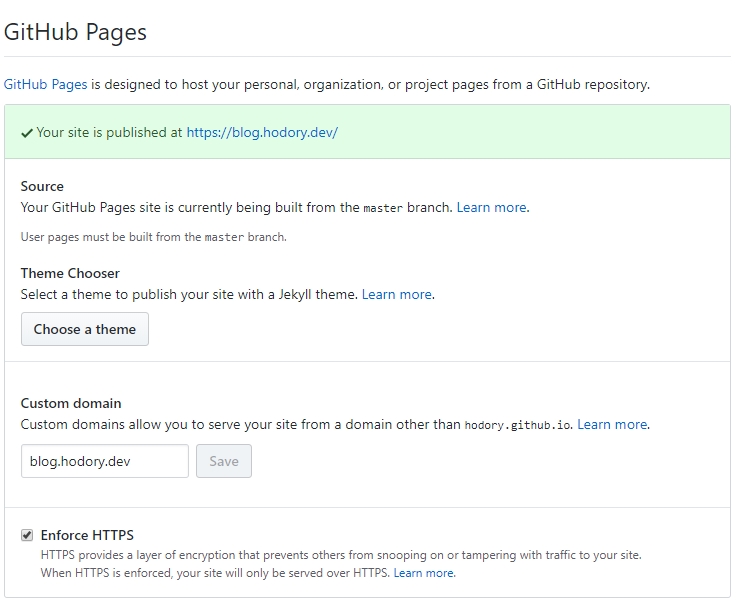 GitHub Pages
GitHub Pages is designed to host your personal, organization, or project pages from a GitHub repository.
Your site is published at https://blog.hodory.dev/
Source
Your GitHub Pages site is currently being built from the master branch. Learn more.
User pages must be built from the master branch.
Theme Chooser
Select a theme to publish your site with a Jekyll theme. Learn more.
Choose a theme
Custom domain
Custom domains allow you to serve your site from a domain other than hodory.github.io. Learn more.
blog.hodory.dev Save
Enforce HTTPS
HTTPS provides a layer of encryption that prevents others from snooping on or tampering with traffic to your site.
When HTTPS is enforced, your site will only be served over HTTPS. Learn more.